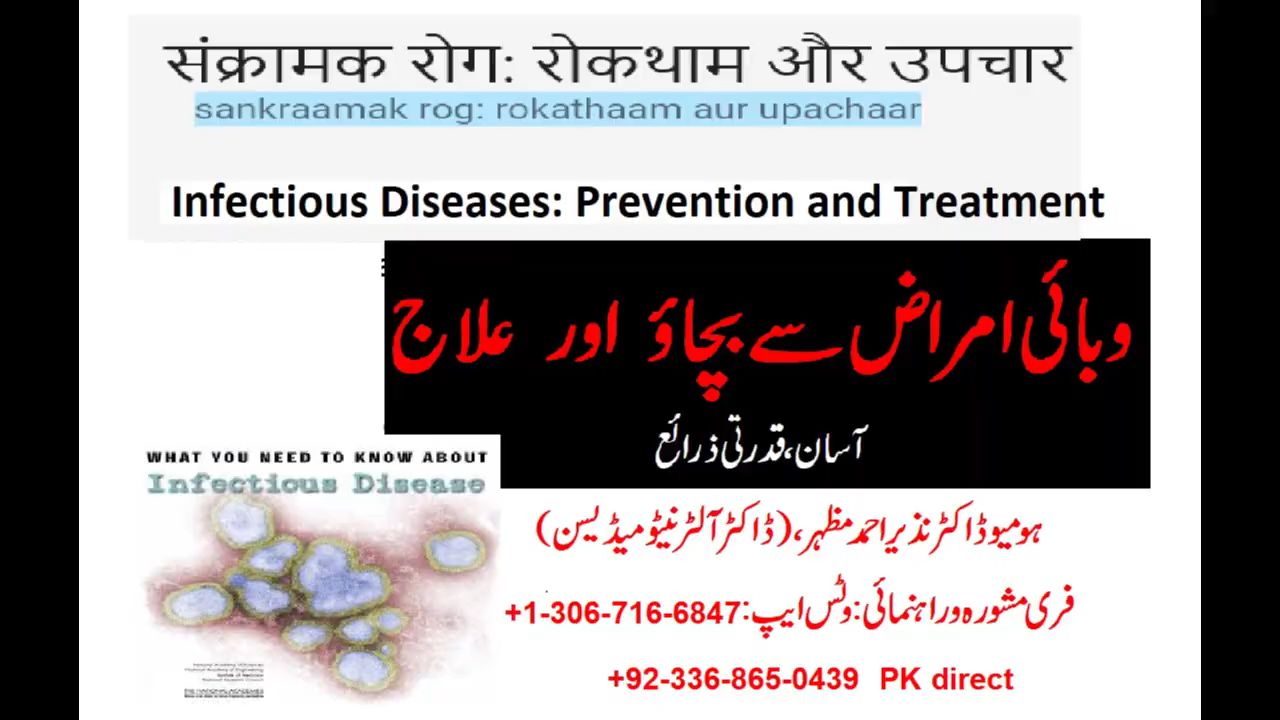 संक्रामक रोग: रोकथाम और उपचार
sankraamak rog: rokathaam aur upachaar
Infectious Diseases: Prevention and Treatment
وبائی امراض سے بچاؤ اور علاج
آسان،قدرتی ذرائع
WHAT YOU NEED TO KNOW ABOUT
Infectious Disease
ہومیوڈاکٹرنذیراحمدمظہر،(ڈاکٹرآلٹرنیٹومیڈیسن)
فری مشورہ وراہنمائی:وٹس ایپ:+1-306-716-6847
+92-336-865-0439 PK direct